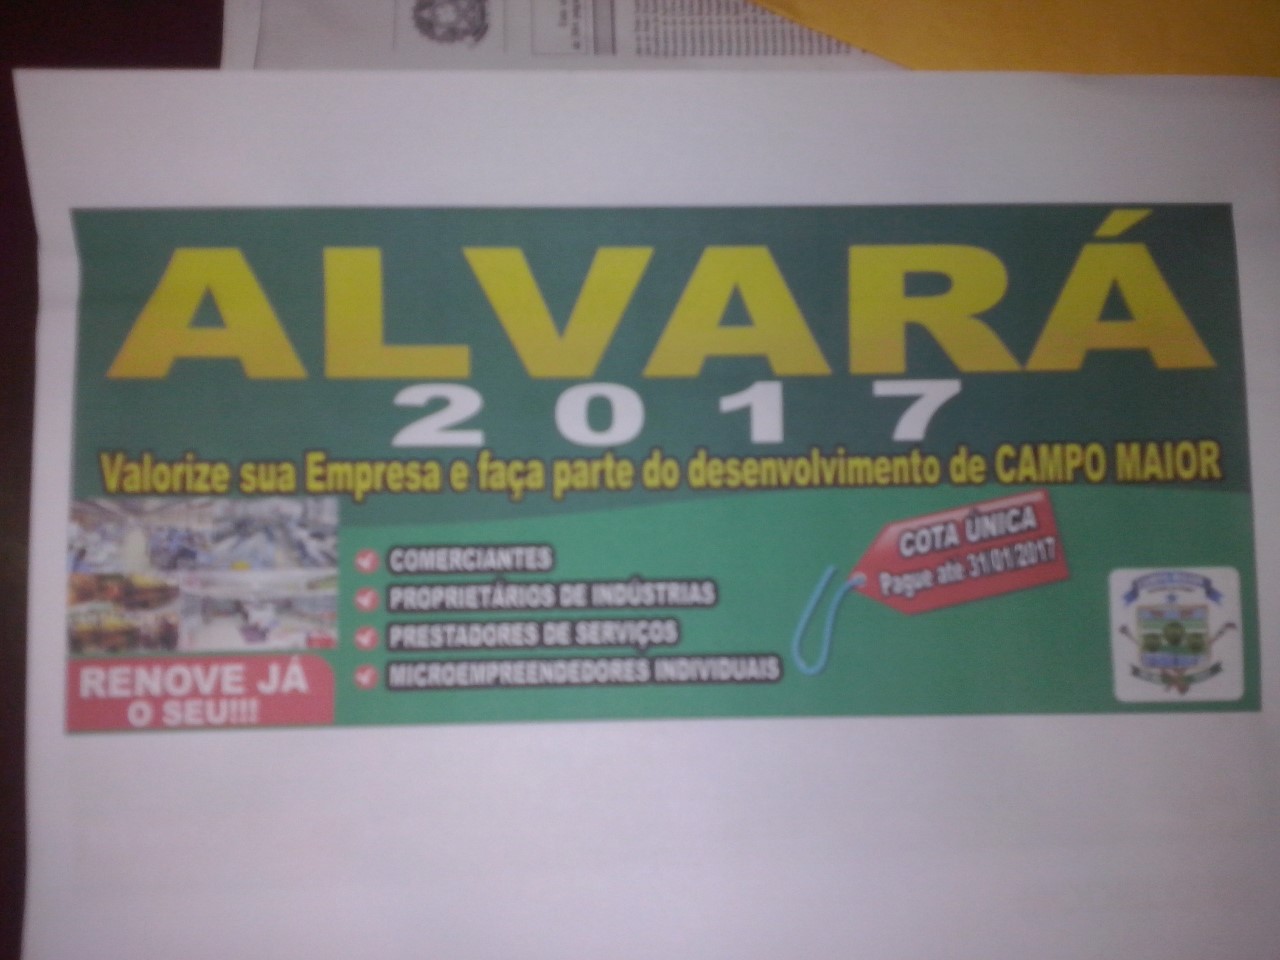 ALVARÁ
2017
Valorize sua Empresa e faça parte do desenvolvimento de CAMPO MAIOR
COTA ÚNICA
Pague ate 31/01/2017
COMERCIANTES
PROPRIETÁRIOS DE INDÚSTRIAS
PRESTADORES DE SERVIÇOS
MICROEMPREENDEDORES INDIVIDUAIS
RENOVE JÁ
O SEU!!!